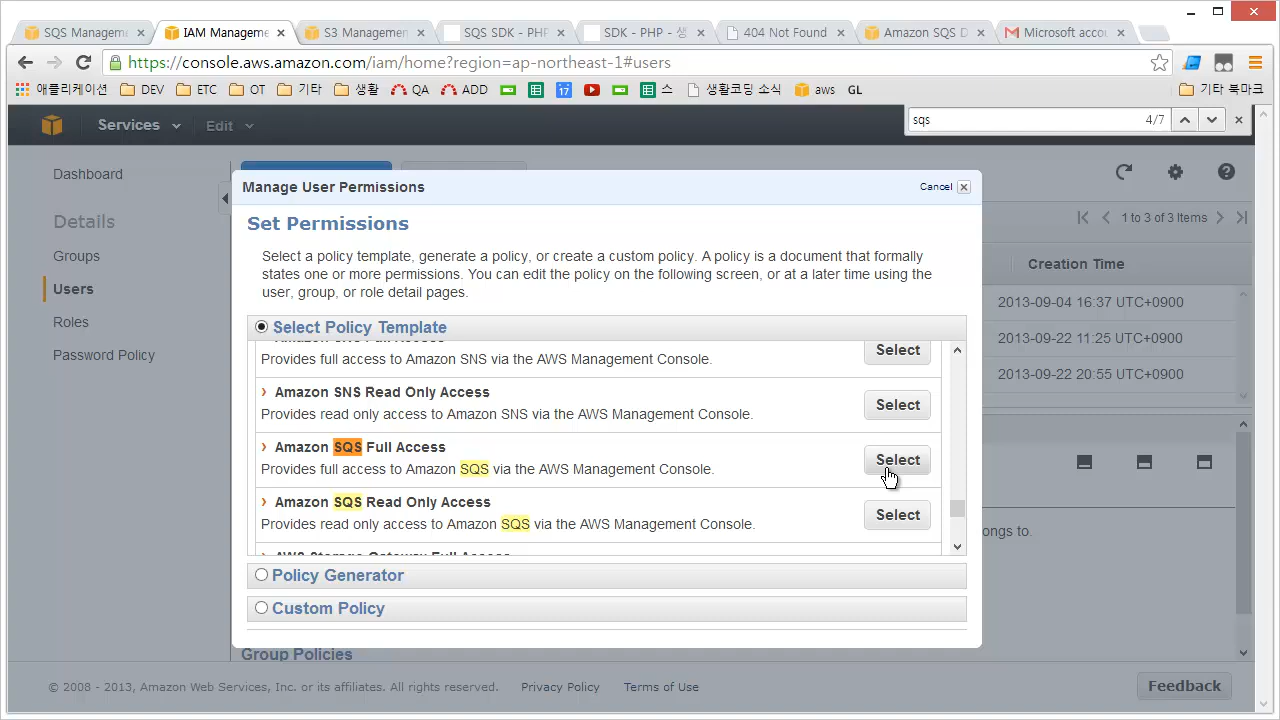 SQS Manageme
IAM Manageme
S3 Management
SQS SDK - PHP
SDK - PHP - 생
404 Not Found
Amazon SQS D
Microsoft accou
https://console.aws.amazon.com/iam/home?region=ap-northeast-1#users
애플리케이션 DEV ETC OT 기타 생활 QA ADD 17 스 생활코딩 소식 aws GL 기타 북마크
Services Edit
sqs 4/7
Dashboard
Details
Groups
Users
Roles
Password Policy
1 to 3 of 3 Items
Creation Time
2013-09-04 16:37 UTC+0900
2013-09-22 11:25 UTC+0900
2013-09-22 20:55 UTC+0900
Manage User Permissions
Cancel
Set Permissions
Select a policy template, generate a policy, or create a custom policy. A policy is a document that formally
states one or more permissions. You can edit the policy on the following screen, or at a later time using the
user, group, or role detail pages.
Select Policy Template
Amazon SNS Full Access
Provides full access to Amazon SNS via the AWS Management Console.
Select
Amazon SNS Read Only Access
Provides read only access to Amazon SNS via the AWS Management Console.
Select
Amazon SQS Full Access
Provides full access to Amazon SQS via the AWS Management Console.
Select
Amazon SQS Read Only Access
Provides read only access to Amazon SQS via the AWS Management Console.
Select
AWS Storage Gateway Full Access
Policy Generator
Custom Policy
ongs to.
Group Policies
© 2008 - 2013, Amazon Web Services, Inc. or its affiliates. All rights reserved. Privacy Policy Terms of Use
Feedback